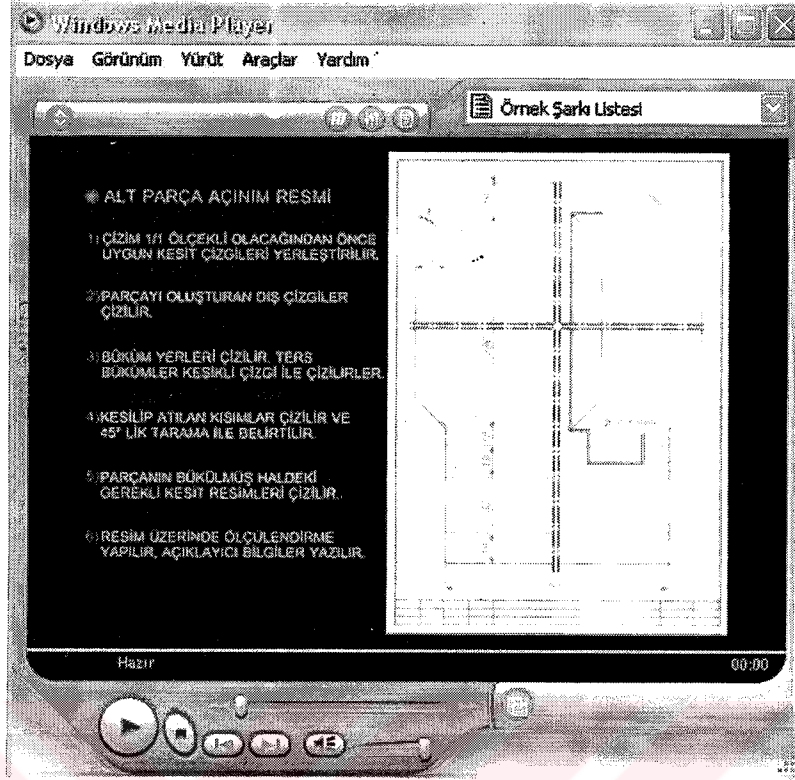 Windows Media Player
Dosya Görünüm Yürüt Araçlar Yardım
Örnek Şarkı Listesi
ALT PARÇA AÇINIM RESMİ
1) ÇİZİM 1/1 ÖLÇEKLİ OLACAĞINDAN ÖNCE
UYGUN KESİT ÇİZGİLERİ YERLEŞTİRİLİR.
2) PARÇAYI OLUŞTURAN DIŞ ÇİZGİLER
ÇİZİLİR.
3) BÜKÜM YERLERİ ÇİZİLİR. TERS
BÜKÜMLER KESİKLİ ÇİZGİ İLE ÇİZİLİRLER.
4) KESİLİP ATILAN KISIMLAR ÇİZİLİR VE
45° LİK TARAMA İLE BELİRTİLİR.
5) PARÇANIN BÜKÜLMÜŞ HALDEKİ
GEREKLİ KESİT RESİMLERİ ÇİZİLİR.
6) RESİM ÜZERİNDE ÖLÇÜLENDİRME
YAPILIR, AÇIKLAYICI BİLGİLER YAZILIR.
Hazır
00:00